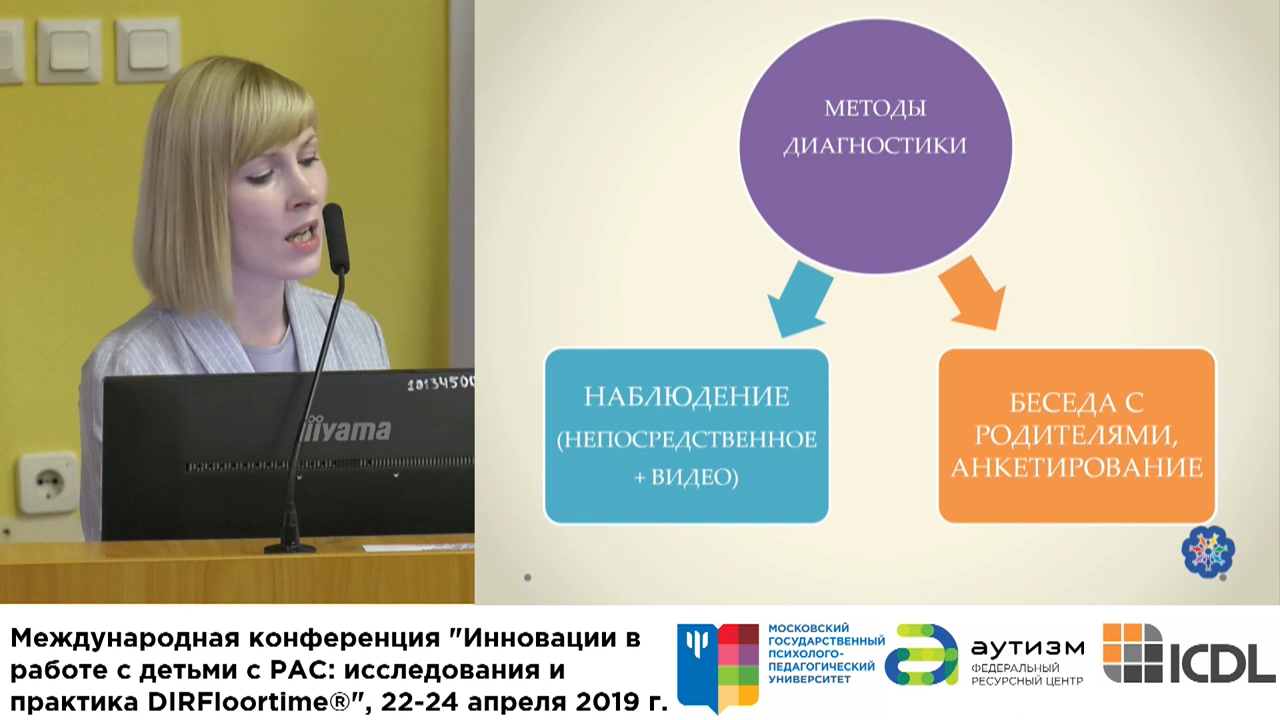 МЕТОДЫ
ДИАГНОСТИКИ
НАБЛЮДЕНИЕ
(НЕПОСРЕДСТВЕННОЕ
+ ВИДЕО)
БЕСЕДА С
РОДИТЕЛЯМИ,
АНКЕТИРОВАНИЕ
iiyama
Международная конференция "Инновации в
работе с детьми с РАС: исследования и
практика DIRFloortime®", 22-24 апреля 2019 г.
МОСКОВСКИЙ
ГОСУДАРСТВЕННЫЙ
ПСИХОЛОГО-
ПЕДАГОГИЧЕСКИЙ
УНИВЕРСИТЕТ
аутизм
ФЕДЕРАЛЬНЫЙ
РЕСУРСНЫЙ ЦЕНТР
ICDL